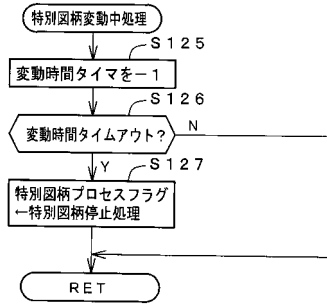 特別図柄変動中処理
S125
変動時間タイマを－1
S126
変動時間タイムアウト?
N
Y
S127
特別図柄プロセスフラグ
←特別図柄停止処理
RET